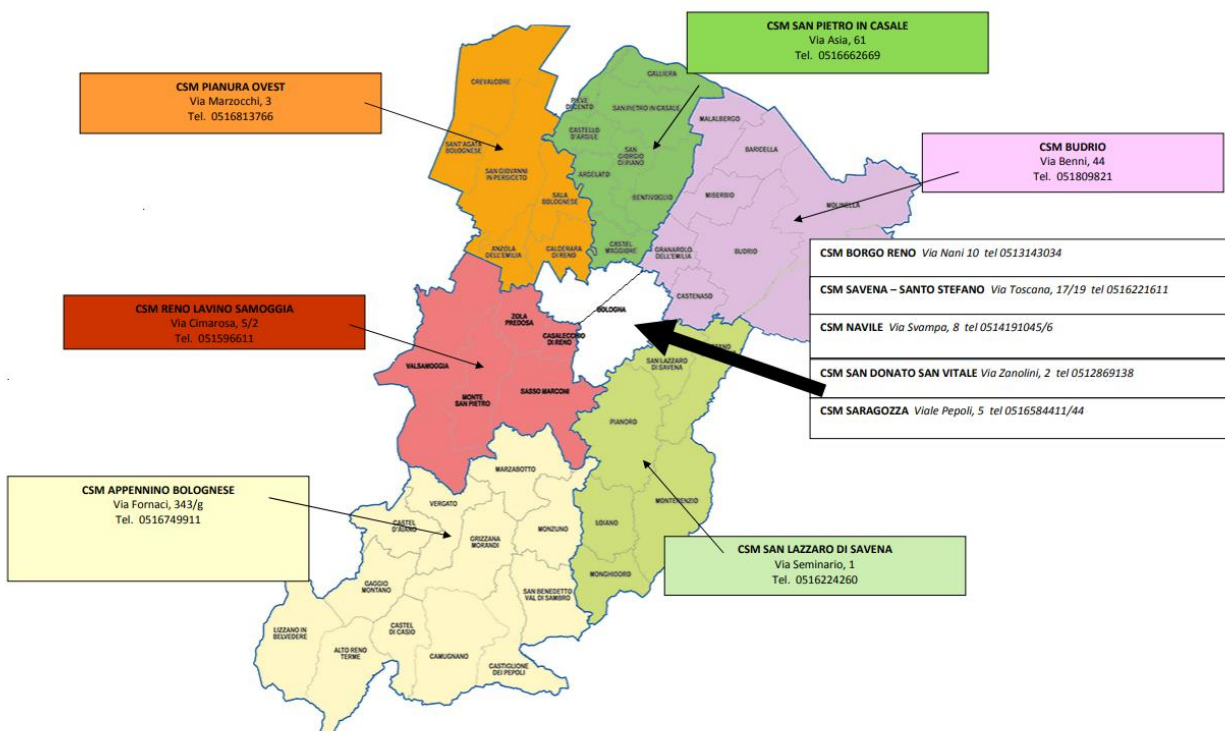 CSM SAN PIETRO IN CASALE
Via Asia, 61
Tel. 0516662669
CSM PIANURA OVEST
Via Marzocchi, 3
Tel. 0516813766
CSM BUDRIO
Via Benni, 44
Tel. 051809821
CSM BORGO RENO Via Nani 10 tel 0513143034
CSM SAVENA – SANTO STEFANO Via Toscana, 17/19 tel 0516221611
CSM NAVILE Via Svampa, 8 tel 0514191045/6
CSM SAN DONATO SAN VITALE Via Zanolini, 2 tel 0512869138
CSM SARAGOZZA Viale Pepoli, 5 tel 0516584411/44
CSM RENO LAVINO SAMOGGIA
Via Cimarosa, 5/2
Tel. 051596611
CSM APPENNINO BOLOGNESE
Via Fornaci, 343/g
Tel. 0516749911
CSM SAN LAZZARO DI SAVENA
Via Seminario, 1
Tel. 0516224260
CREVALCORE
SANT'AGATA
BOLOGNESE
SAN GIOVANNI
IN PERSICETO
SALA
BOLOGNESE
ANZOLA
DELL'EMILIA
CALDERARA
DI RENO
GALLIERA
PIEVE
DI CENTO
SAN PIETRO IN CASALE
CASTELLO
D'ARGILE
SAN
GIORGIO
DI PIANO
ARGELATO
BENTIVOGLIO
CASTEL
MAGGIORE
MALALBERGO
BARICELLA
MINERBIO
MOLINELLA
GRANAROLO
DELL'EMILIA
BUDRIO
CASTENASO
BOLOGNA
ZOLA
PREDOSA
CASALECCHIO
DI RENO
VALSAMOGGIA
MONTE
SAN PIETRO
SASSO MARCONI
SAN LAZZARO
DI SAVENA
PIANORO
MONTERENZIO
LOIANO
MONGHIDORO
MARZABOTTO
VERGATO
CASTEL
D'AIANO
GRIZZANA
MORANDI
MONZUNO
GAGGIO
MONTANO
SAN BENEDETTO
VAL DI SAMBRO
LIZZANO IN
BELVEDERE
CASTEL
DI CASIO
ALTO RENO
TERME
CAMUGNANO
CASTIGLIONE
DEI PEPOLI